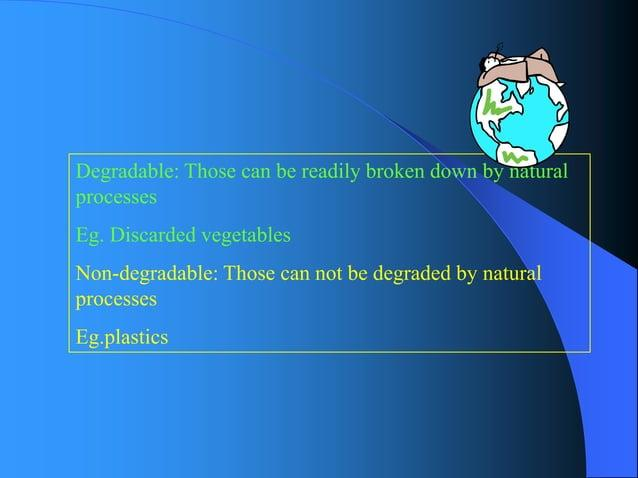 Degradable: Those can be readily broken down by natural
processes
Eg. Discarded vegetables
Non-degradable: Those can not be degraded by natural
processes
Eg.plastics